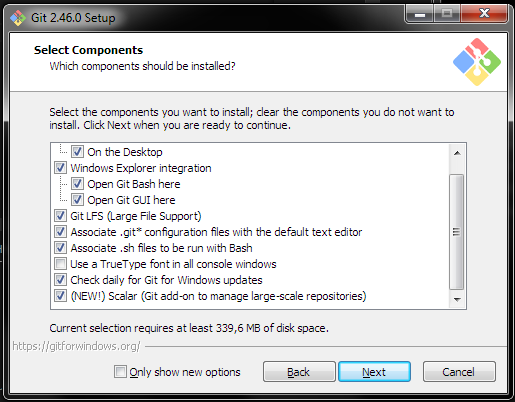 Git 2.46.0 Setup
Select Components
Which components should be installed?
Select the components you want to install; clear the components you do not want to
install. Click Next when you are ready to continue.
On the Desktop
Windows Explorer integration
Open Git Bash here
Open Git GUI here
Git LFS (Large File Support)
Associate .git* configuration files with the default text editor
Associate .sh files to be run with Bash
Use a TrueType font in all console windows
Check daily for Git for Windows updates
(NEW!) Scalar (Git add-on to manage large-scale repositories)
Current selection requires at least 339,6 MB of disk space.
https://gitforwindows.org/
Only show new options
Back
Next
Cancel